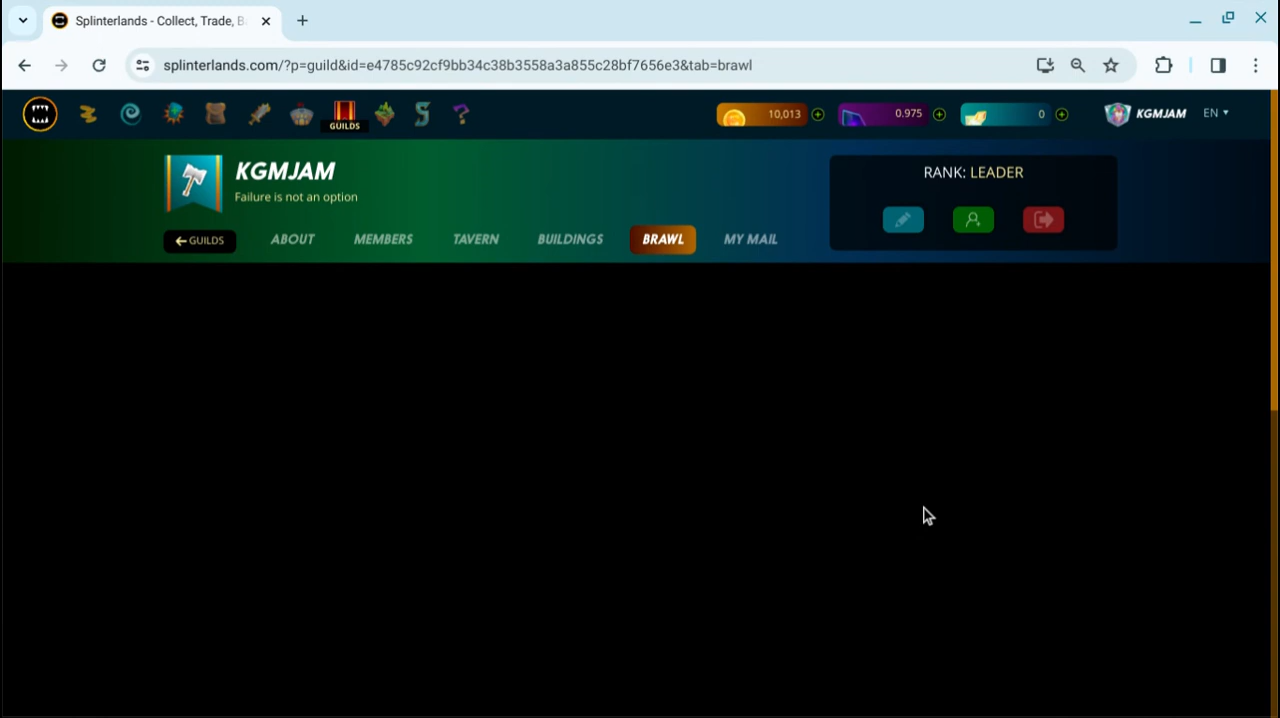 Splinterlands - Collect, Trade, B
splinterlands.com/?p=guild&id=e4785c92cf9bb34c38b3558a3a855c28bf7656e3&tab=brawl
GUILDS
10,013
0.975
0
KGMJAM
EN
KGMJAM
Failure is not an option
RANK: LEADER
GUILDS
ABOUT
MEMBERS
TAVERN
BUILDINGS
BRAWL
MY MAIL